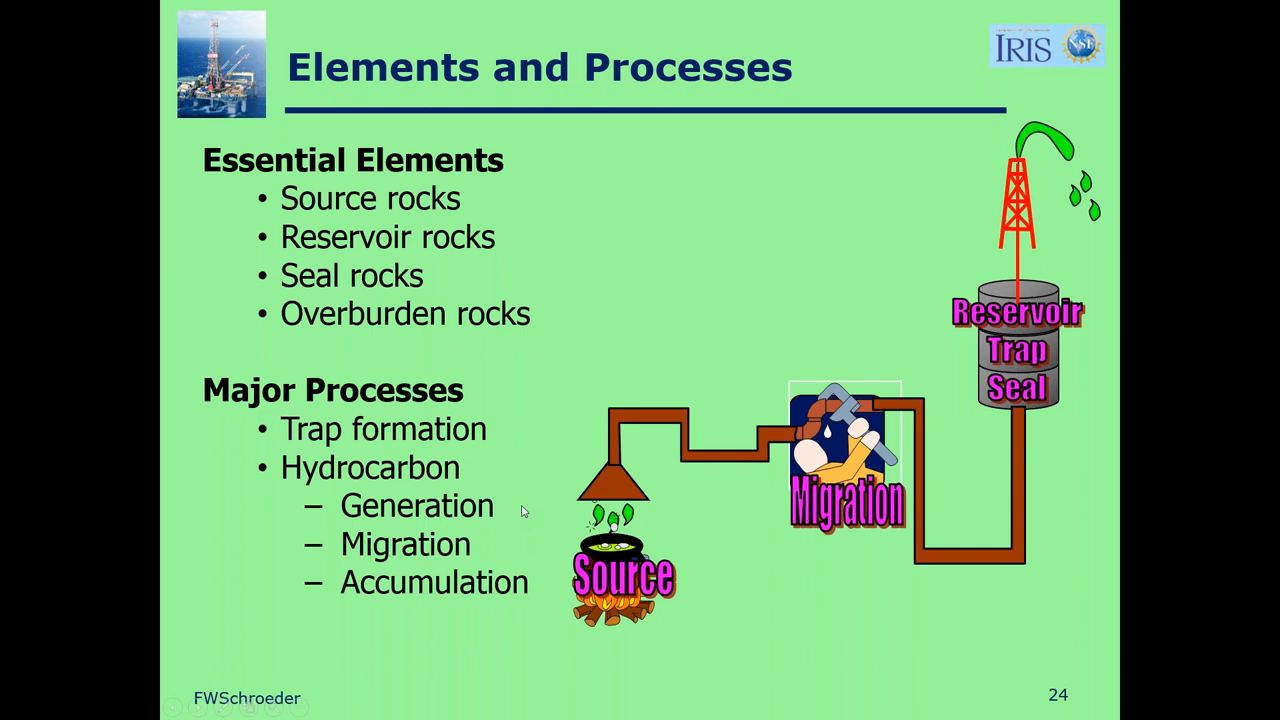 Elements and Processes
IRIS
NSF
Essential Elements
• Source rocks
• Reservoir rocks
• Seal rocks
• Overburden rocks
Major Processes
• Trap formation
• Hydrocarbon
– Generation
– Migration
– Accumulation
Reservoir
Trap
Seal
Migration
Source
FWSchroeder
24